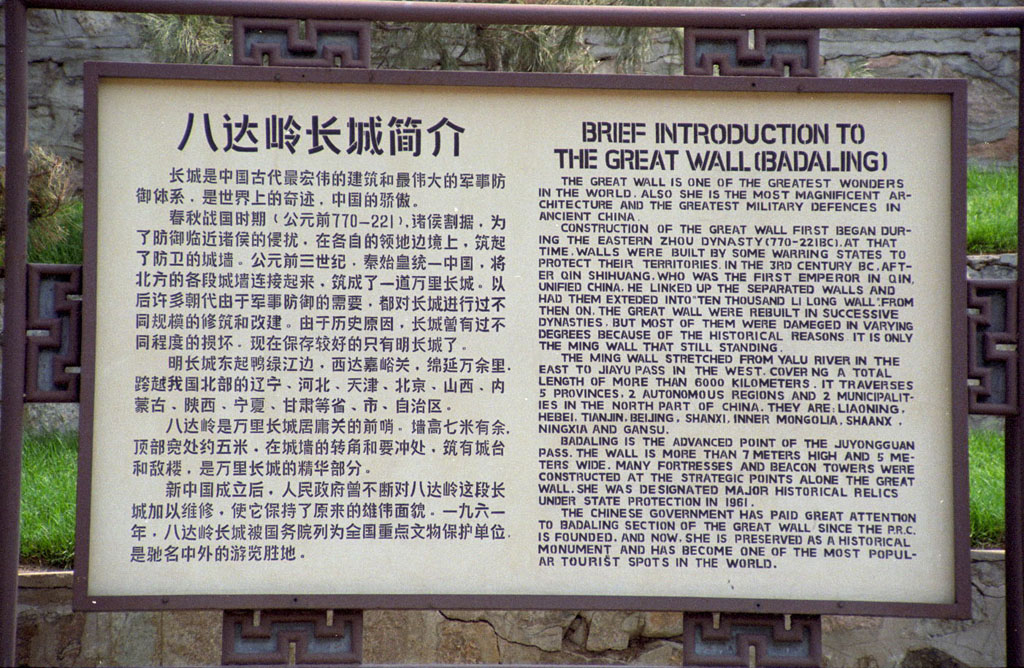 八达岭长城简介
长城是中国古代最宏伟的建筑和最伟大的军事防
御体系，是世界上的奇迹，中国的骄傲。
春秋战国时期（公元前770—221），诸侯割据，为
了防御临近诸侯的侵扰，在各自的领地边境上，筑起
了防卫的城墙。公元前三世纪，秦始皇统一中国，将
北方的各段城墙连接起来，筑成了一道万里长城。以
后许多朝代由于军事防御的需要，都对长城进行过不
同规模的修筑和改建。由于历史原因，长城曾有过不
同程度的损坏。现在保存较好的只有明长城了。
明长城东起鸭绿江边，西达嘉峪关，绵延万余里，
跨越我国北部的辽宁、河北、天津、北京、山西、内
蒙古、陕西、宁夏、甘肃等省、市、自治区。
八达岭是万里长城居庸关的前哨。墙高七米有余，
顶部宽处约五米，在城墙的转角和要冲处，筑有城台
和敌楼，是万里长城的精华部分。
新中国成立后，人民政府曾不断对八达岭这段长
城加以维修，使它保持了原来的雄伟面貌。一九六一
年，八达岭长城被国务院列为全国重点文物保护单位，
是驰名中外的游览胜地。
BRIEF INTRODUCTION TO
THE GREAT WALL(BADALING)
THE GREAT WALL IS ONE OF THE GREATEST WONDERS
IN THE WORLD. ALSO SHE IS THE MOST MAGNIFICENT AR-
CHITECTURE AND THE GREATEST MILITARY DEFENCES IN
ANCIENT CHINA.
CONSTRUCTION OF THE GREAT WALL FIRST BEGAN DUR-
ING THE EASTERN ZHOU DYNASTY(770-221BC). AT THAT
TIME, WALLS WERE BUILT BY SOME WARRING STATES TO
PROTECT THEIR TERRITORIES. IN THE 3RD CENTURY BC, AFT-
ER QIN SHIHUANG, WHO WAS THE FIRST EMPEROR IN QIN,
UNIFIED CHINA, HE LINKED UP THE SEPARATED WALLS AND
HAD THEM EXTEDED INTO "TEN THOUSAND LI LONG WALL". FROM
THEN ON, THE GREAT WALL WERE REBUILT IN SUCCESSIVE
DYNASTIES, BUT MOST OF THEM WERE DAMEGED IN VARYING
DEGREES BECAUSE OF THE HISTORICAL REASONS. IT IS ONLY
THE MING WALL THAT STILL STANDING.
THE MING WALL STRETCHED FROM YALU RIVER IN THE
EAST TO JIAYU PASS IN THE WEST. COVER NG A TOTAL
LENGTH OF MORE THAN 6000 KILOMETERS. IT TRAVERSES
5 PROVINCES, 2 AUTONOMOUS REGIONS AND 2 MUNICIPALIT-
IES IN THE NORTH PART OF CHINA. THEY ARE: LIAONING,
HEBEI, TIANJIN, BEIJING, SHANXI, INNER MONGOLIA, SHAANX ,
NINGXIA AND GANSU.
BADALING IS THE ADVANCED POINT OF THE JUYONGGUAN
PASS. THE WALL IS MORE THAN 7 METERS HIGH AND 5 ME-
TERS WIDE. MANY FORTRESSES AND BEACON TOWERS WERE
CONSTRUCTED AT THE STRATEGIC POINTS ALONE THE GREAT
WALL. SHE WAS DESIGNATED MAJOR HISTORICAL RELICS
UNDER STATE PROTECTION IN 1961.
THE CHINESE GOVERNMENT HAS PAID GREAT ATTENTION
TO BADALING SECTION OF THE GREAT WALL SINCE THE P.R.C.
IS FOUNDED, AND NOW, SHE IS PRESERVED AS A HISTORICAL
MONUMENT AND HAS BECOME ONE OF THE MOST POPUL-
AR TOURIST SPOTS IN THE WORLD.